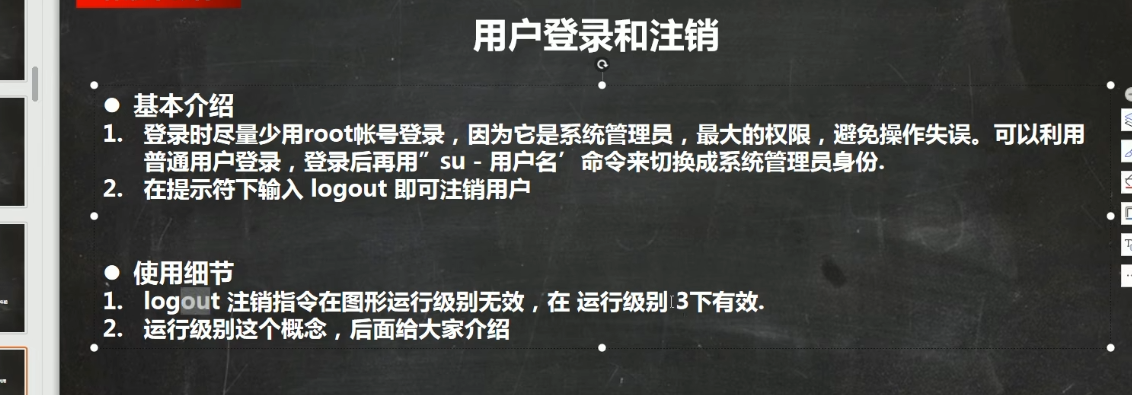 用户登录和注销
● 基本介绍
1. 登录时尽量少用root帐号登录，因为它是系统管理员，最大的权限，避免操作失误。可以利用
普通用户登录，登录后再用”su - 用户名’命令来切换成系统管理员身份.
2. 在提示符下输入 logout 即可注销用户
● 使用细节
1. logout 注销指令在图形运行级别无效，在 运行级别 3下有效.
2. 运行级别这个概念，后面给大家介绍